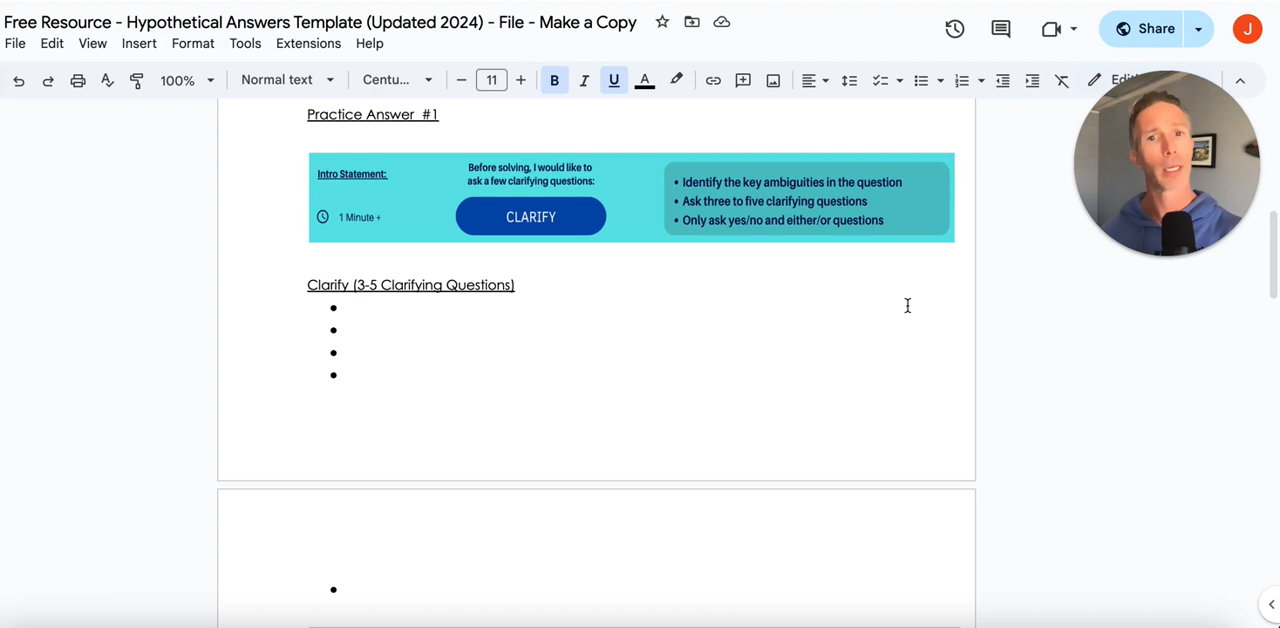 Free Resource - Hypothetical Answers Template (Updated 2024) - File - Make a Copy
File Edit View Insert Format Tools Extensions Help
Share
J
100% Normal text Centu... 11 B I U A
Practice Answer #1
Intro Statement:
1 Minute +
Before solving, I would like to
ask a few clarifying questions:
CLARIFY
• Identify the key ambiguities in the question
• Ask three to five clarifying questions
• Only ask yes/no and either/or questions
Clarify (3-5 Clarifying Questions)